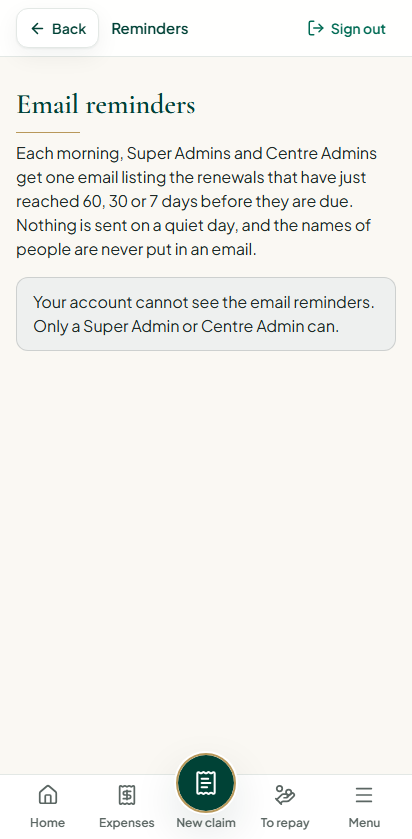 Back
Reminders
Sign out
Email reminders
Each morning, Super Admins and Centre Admins
get one email listing the renewals that have just
reached 60, 30 or 7 days before they are due.
Nothing is sent on a quiet day, and the names of
people are never put in an email.
Your account cannot see the email reminders.
Only a Super Admin or Centre Admin can.
Home
Expenses
New claim
To repay
Menu